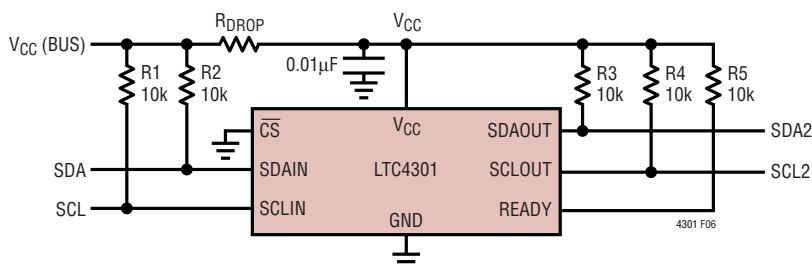 RDROP
VCC
VCC (BUS)
0.01µF
R1
10k
R2
10k
R3
10k
R4
10k
R5
10k
CS
VCC
SDAOUT
SDA2
SDA
SDAIN
LTC4301
SCLOUT
SCL2
SCL
SCLIN
GND
READY
4301 F06